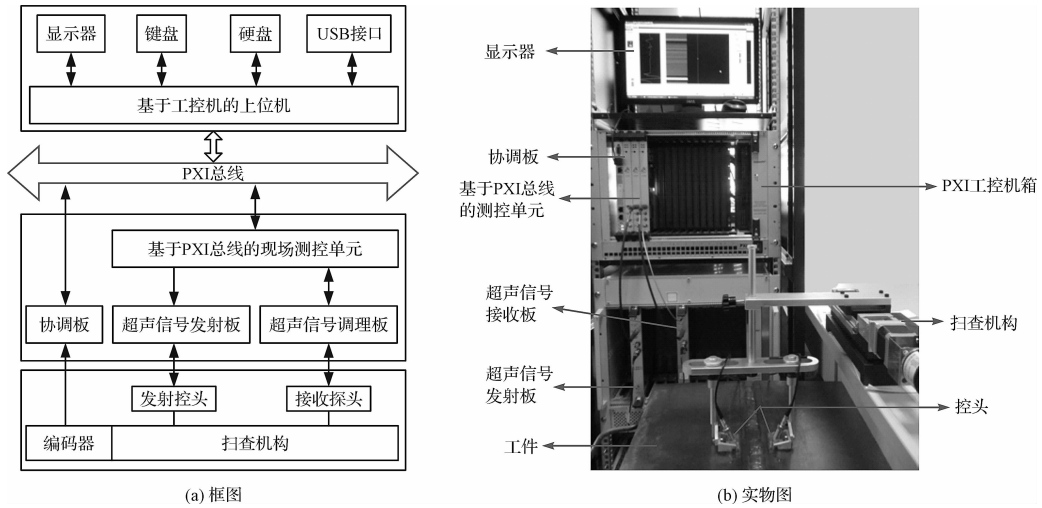 显示器
键盘
硬盘
USB接口
基于工控机的上位机
PXI总线
基于PXI总线的现场测控单元
协调板
超声信号发射板
超声信号调理板
发射控头
接收探头
编码器
扫查机构
(a) 框图
显示器
协调板
基于PXI总线
的测控单元
PXI工控机箱
超声信号
接收板
扫查机构
超声信号
发射板
控头
工件
(b) 实物图